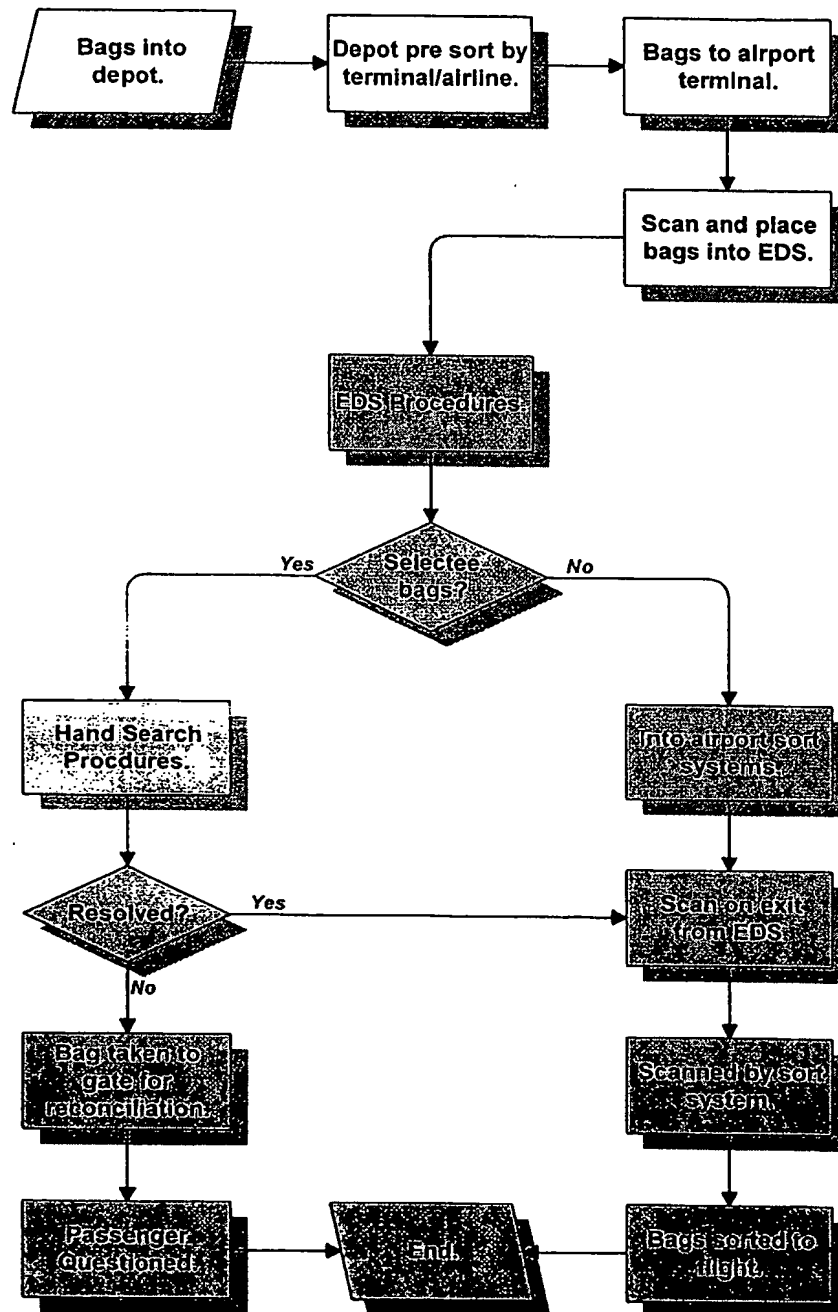 Bags into
depot.
Depot pre sort by
terminal/airline.
Bags to airport
terminal.
Scan and place
bags into EDS.
EDS Procedures
Selectee
bags?
Yes
No
Hand Search
Procdures.
Into airport sort
systems.
Resolved?
Yes
Scan on exit
from EDS
No
Bag taken to
gate for
reconciliation.
Scanned by sort
system.
Passenger
Questioned.
End.
Bags sorted to
flight.